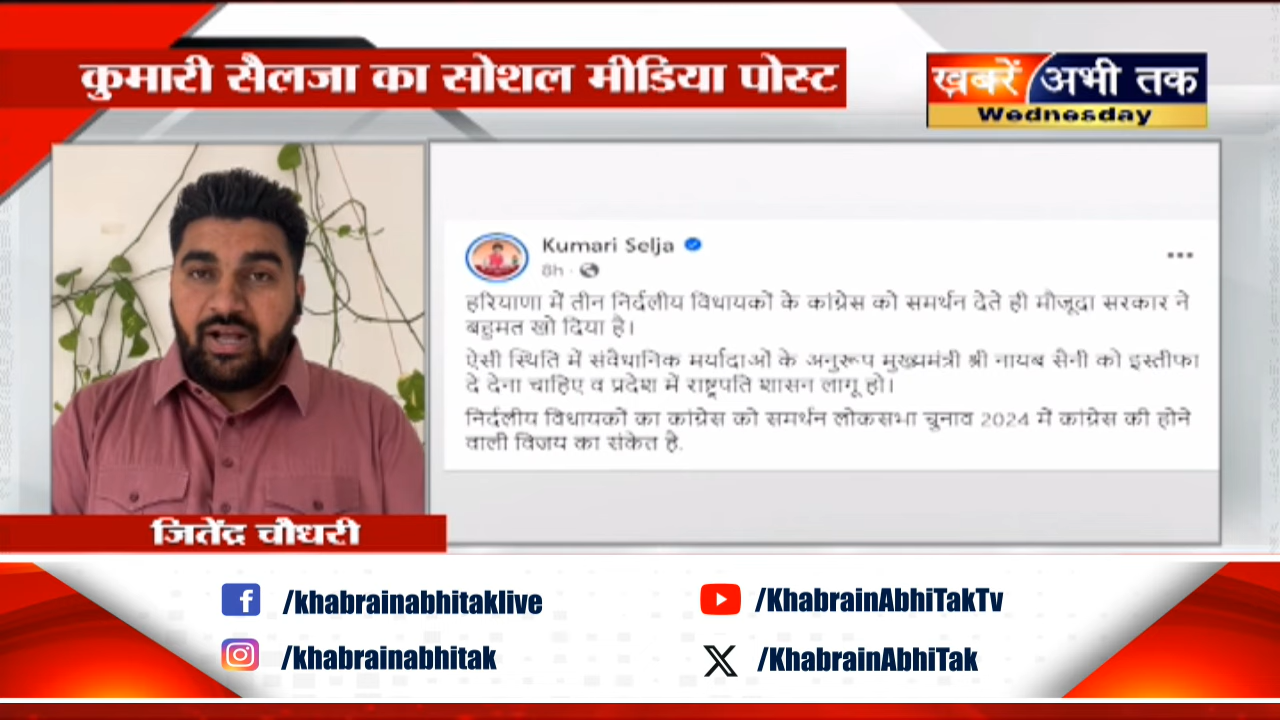 कुमारी सैलजा का सोशल मीडिया पोस्ट
ख़बरें अभी तक
Wednesday
Kumari Selja
8h
हरियाणा में तीन निर्दलीय विधायकों के कांग्रेस को समर्थन देते ही मौजूदा सरकार ने
बहुमत खो दिया है।
ऐसी स्थिति में संवैधानिक मर्यादाओं के अनुरूप मुख्यमंत्री श्री नायब सैनी को इस्तीफा
दे देना चाहिए व प्रदेश में राष्ट्रपति शासन लागू हो।
निर्दलीय विधायकों का कांग्रेस को समर्थन लोकसभा चुनाव 2024 में कांग्रेस की होने
वाली विजय का संकेत है.
जितेंद्र चौधरी
/khabrainabhitaklive
/KhabrainAbhiTakTv
/khabrainabhitak
/KhabrainAbhiTak